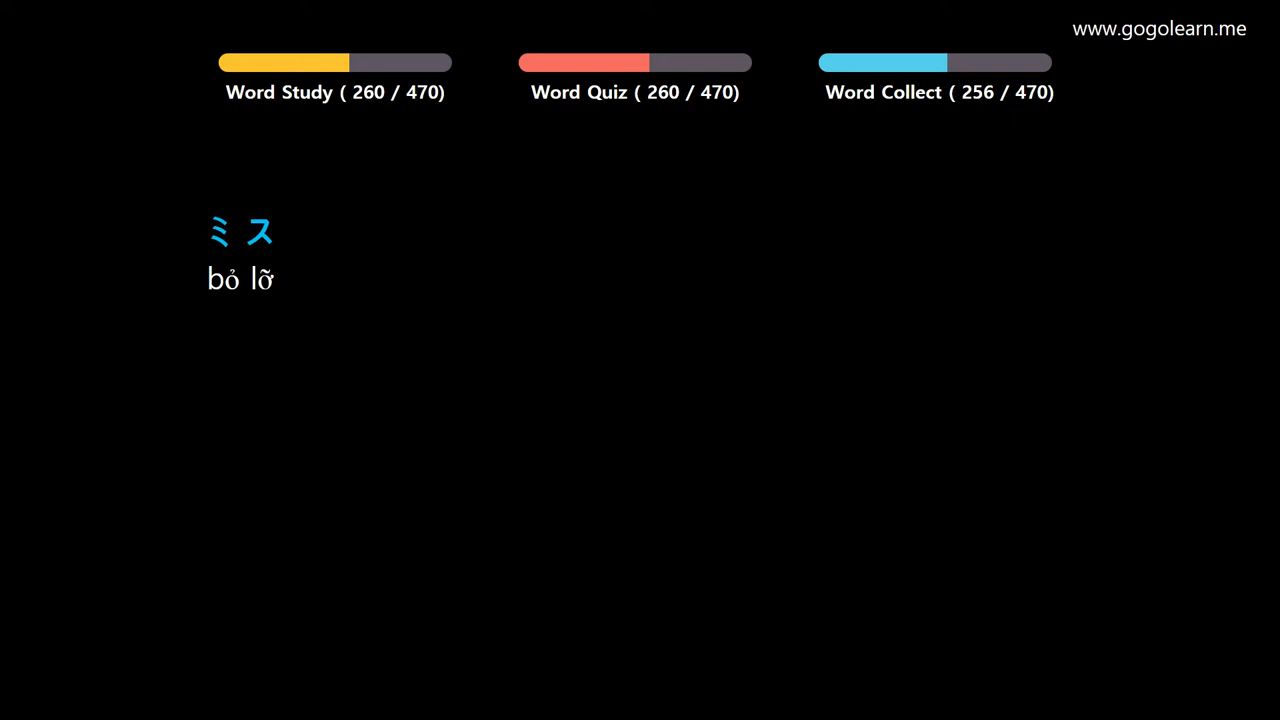 www.gogolearn.me
Word Study ( 260 / 470)
Word Quiz ( 260 / 470)
Word Collect ( 256 / 470)
ミス
bỏ lỡ